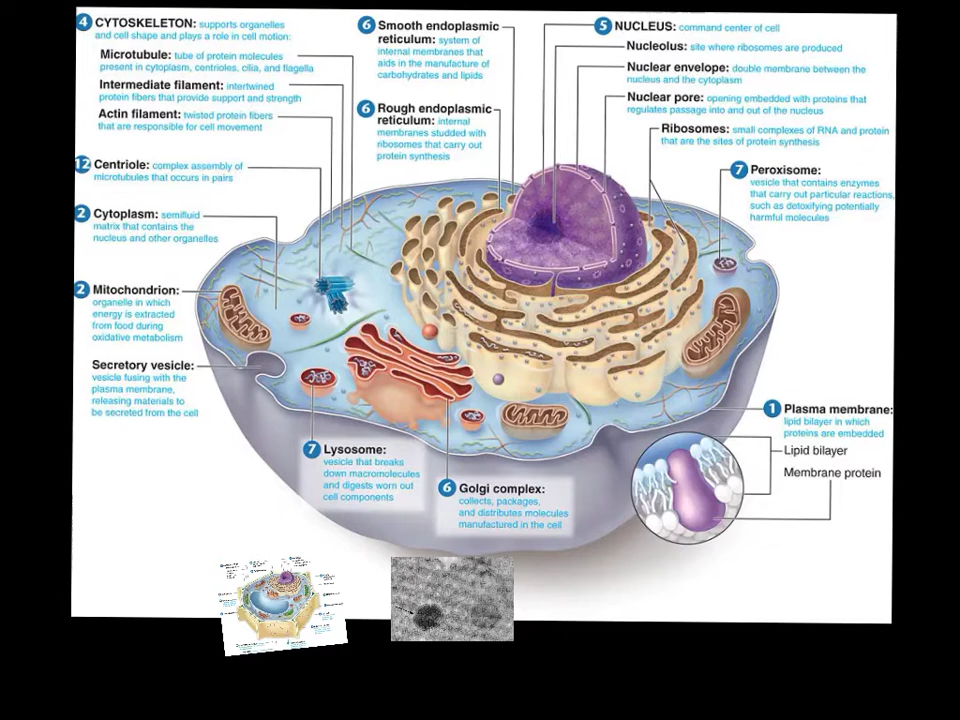 4 CYTOSKELETON: supports organelles
and cell shape and plays a role in cell motion:
Microtubule: tube of protein molecules
present in cytoplasm, centrioles, cilia, and flagella
Intermediate filament: intertwined
protein fibers that provide support and strength
Actin filament: twisted protein fibers
that are responsible for cell movement
12 Centriole: complex assembly of
microtubules that occurs in pairs
2 Cytoplasm: semifluid
matrix that contains the
nucleus and other organelles
2 Mitochondrion:
organelle in which
energy is extracted
from food during
oxidative metabolism
Secretory vesicle:
vesicle fusing with the
plasma membrane,
releasing materials to
be secreted from the cell
6 Smooth endoplasmic
reticulum: system of
internal membranes that
aids in the manufacture of
carbohydrates and lipids
6 Rough endoplasmic
reticulum: internal
membranes studded with
ribosomes that carry out
protein synthesis
5 NUCLEUS: command center of cell
Nucleolus: site where ribosomes are produced
Nuclear envelope: double membrane between the
nucleus and the cytoplasm
Nuclear pore: opening embedded with proteins that
regulates passage into and out of the nucleus
Ribosomes: small complexes of RNA and protein
that are the sites of protein synthesis
7 Peroxisome:
vesicle that contains enzymes
that carry out particular reactions,
such as detoxifying potentially
harmful molecules
1 Plasma membrane:
lipid bilayer in which
proteins are embedded
Lipid bilayer
Membrane protein
7 Lysosome:
vesicle that breaks
down macromolecules
and digests worn out
cell components
6 Golgi complex:
collects, packages,
and distributes molecules
manufactured in the cell